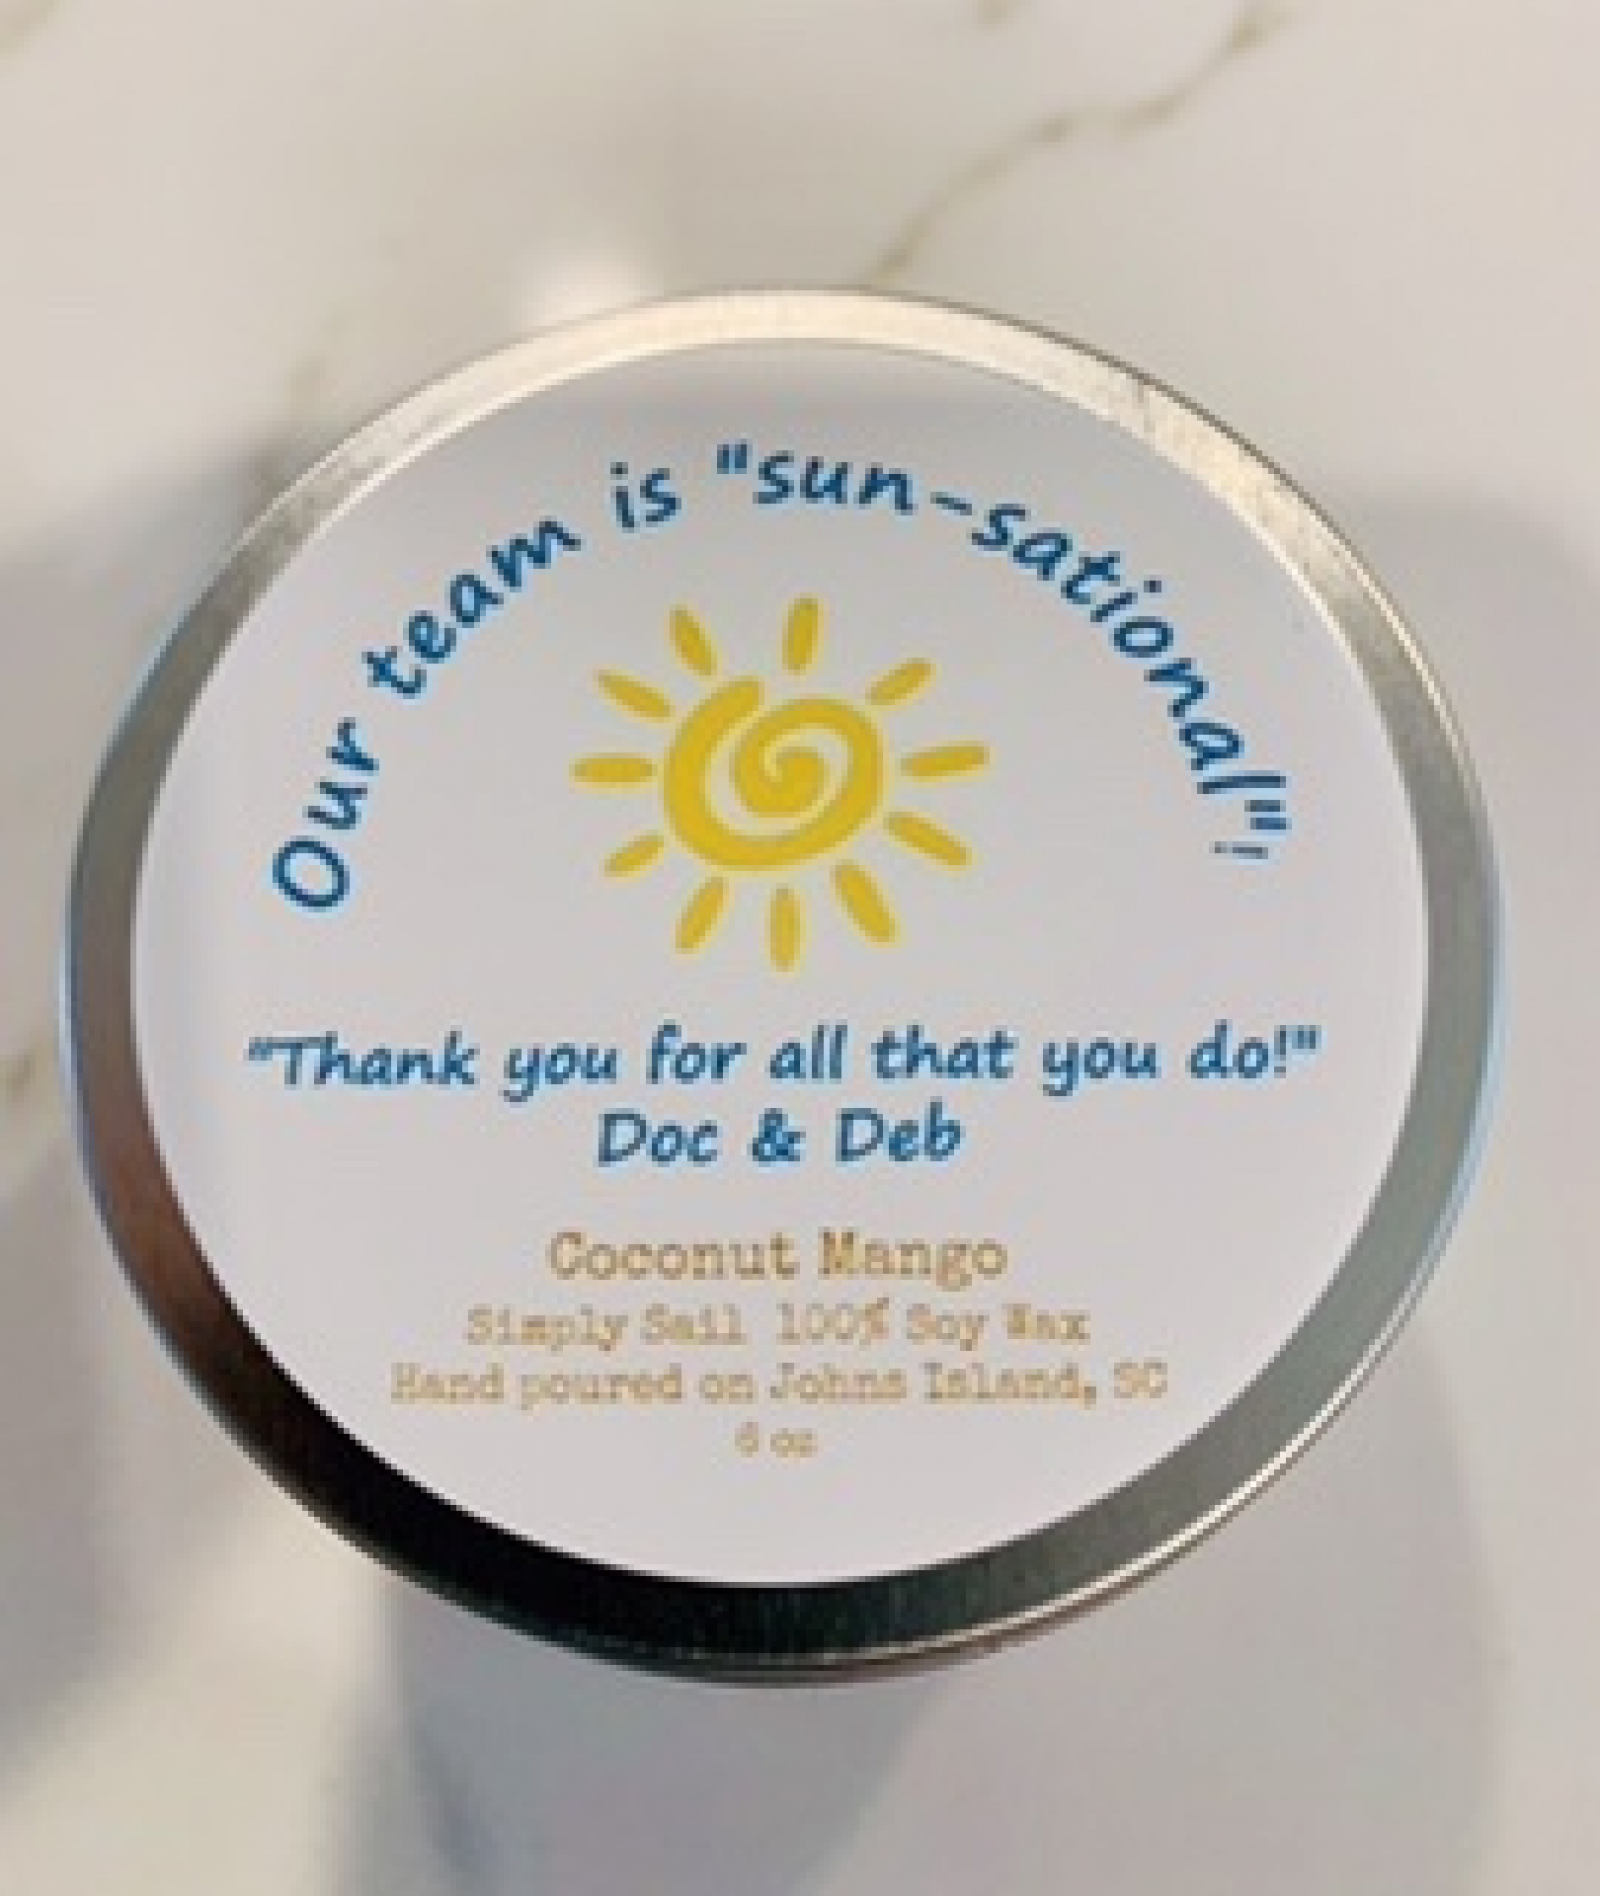 Our team is "sun-sational"!
"Thank you for all that you do!"
Doc & Deb
Coconut Mango
Simply Sail 100% Soy Wax
Hand poured on Johns Island, SC
6 oz